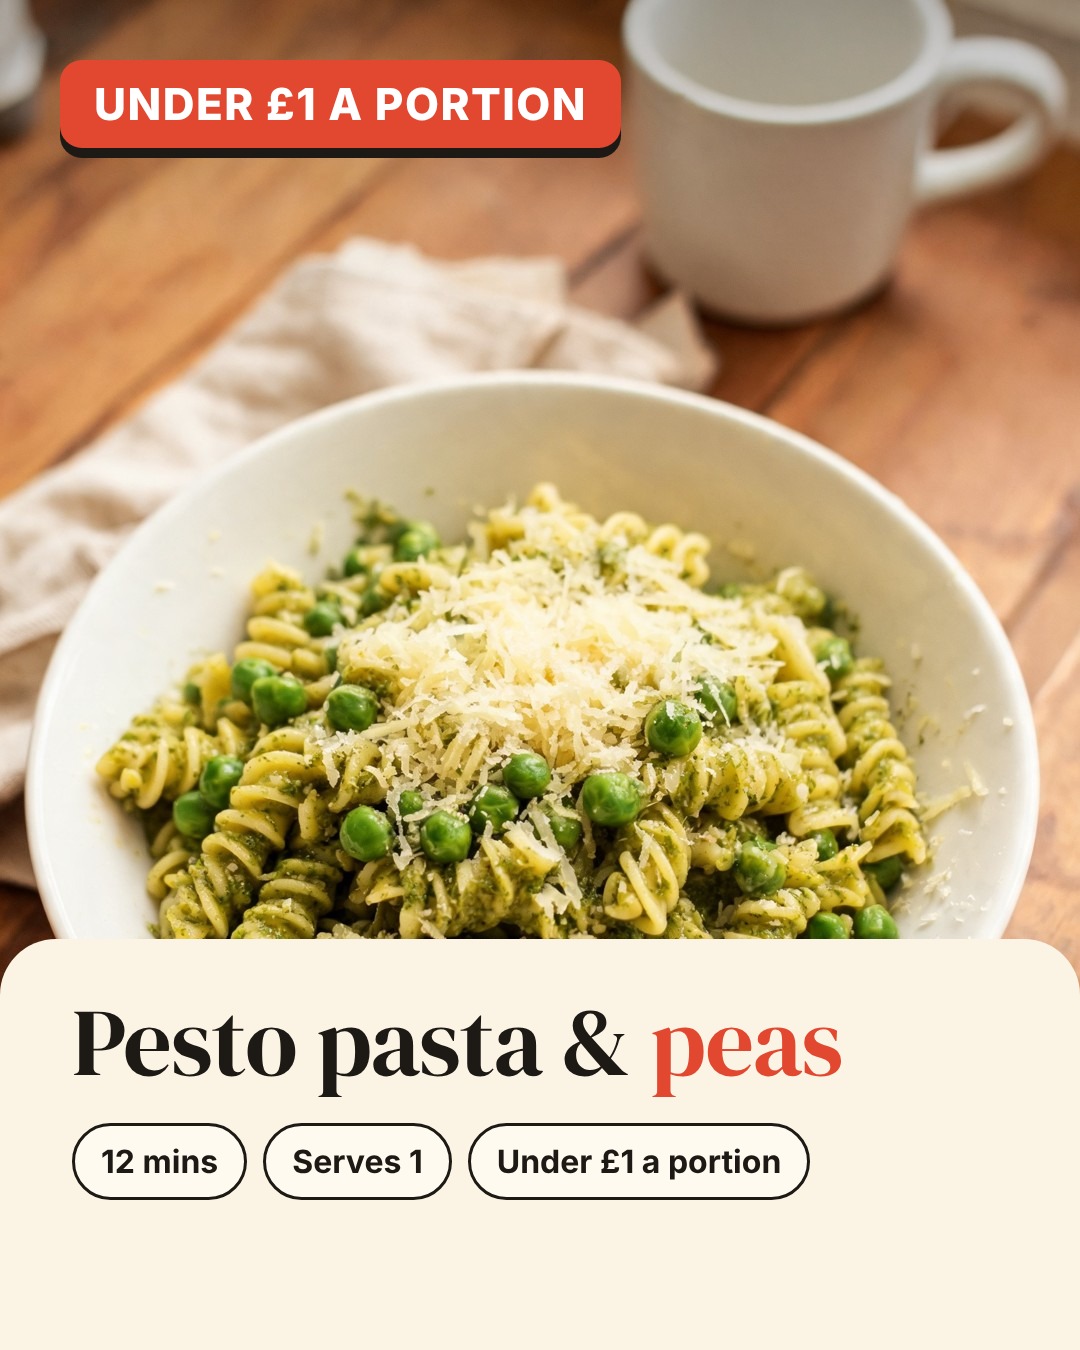 UNDER £1 A PORTION
Pesto pasta & peas
12 mins
Serves 1
Under £1 a portion